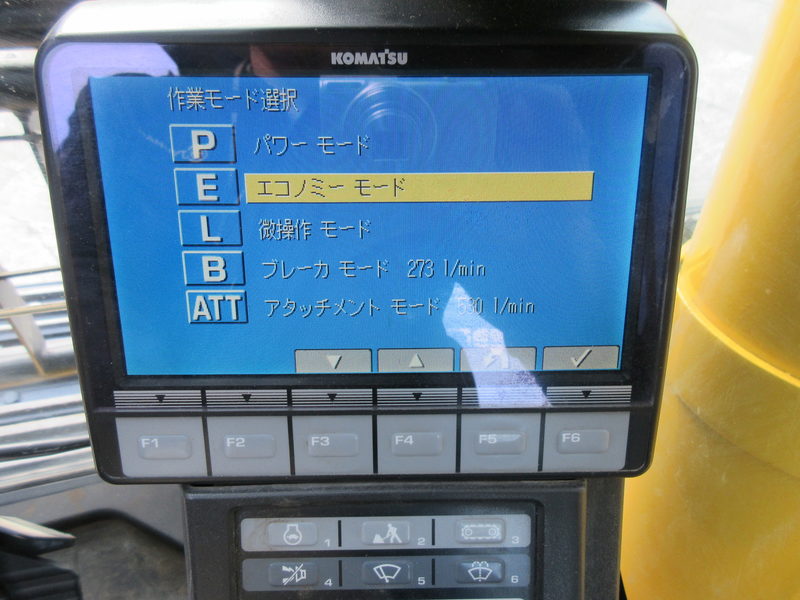 KOMATSU
作業モード選択
P パワー モード
E エコノミー モード
L 微操作 モード
B ブレーカ モード 273 l/min
ATT アタッチメント モード 530 l/min
F1 F2 F3 F4 F5 F6
1 2 3
4 5 6